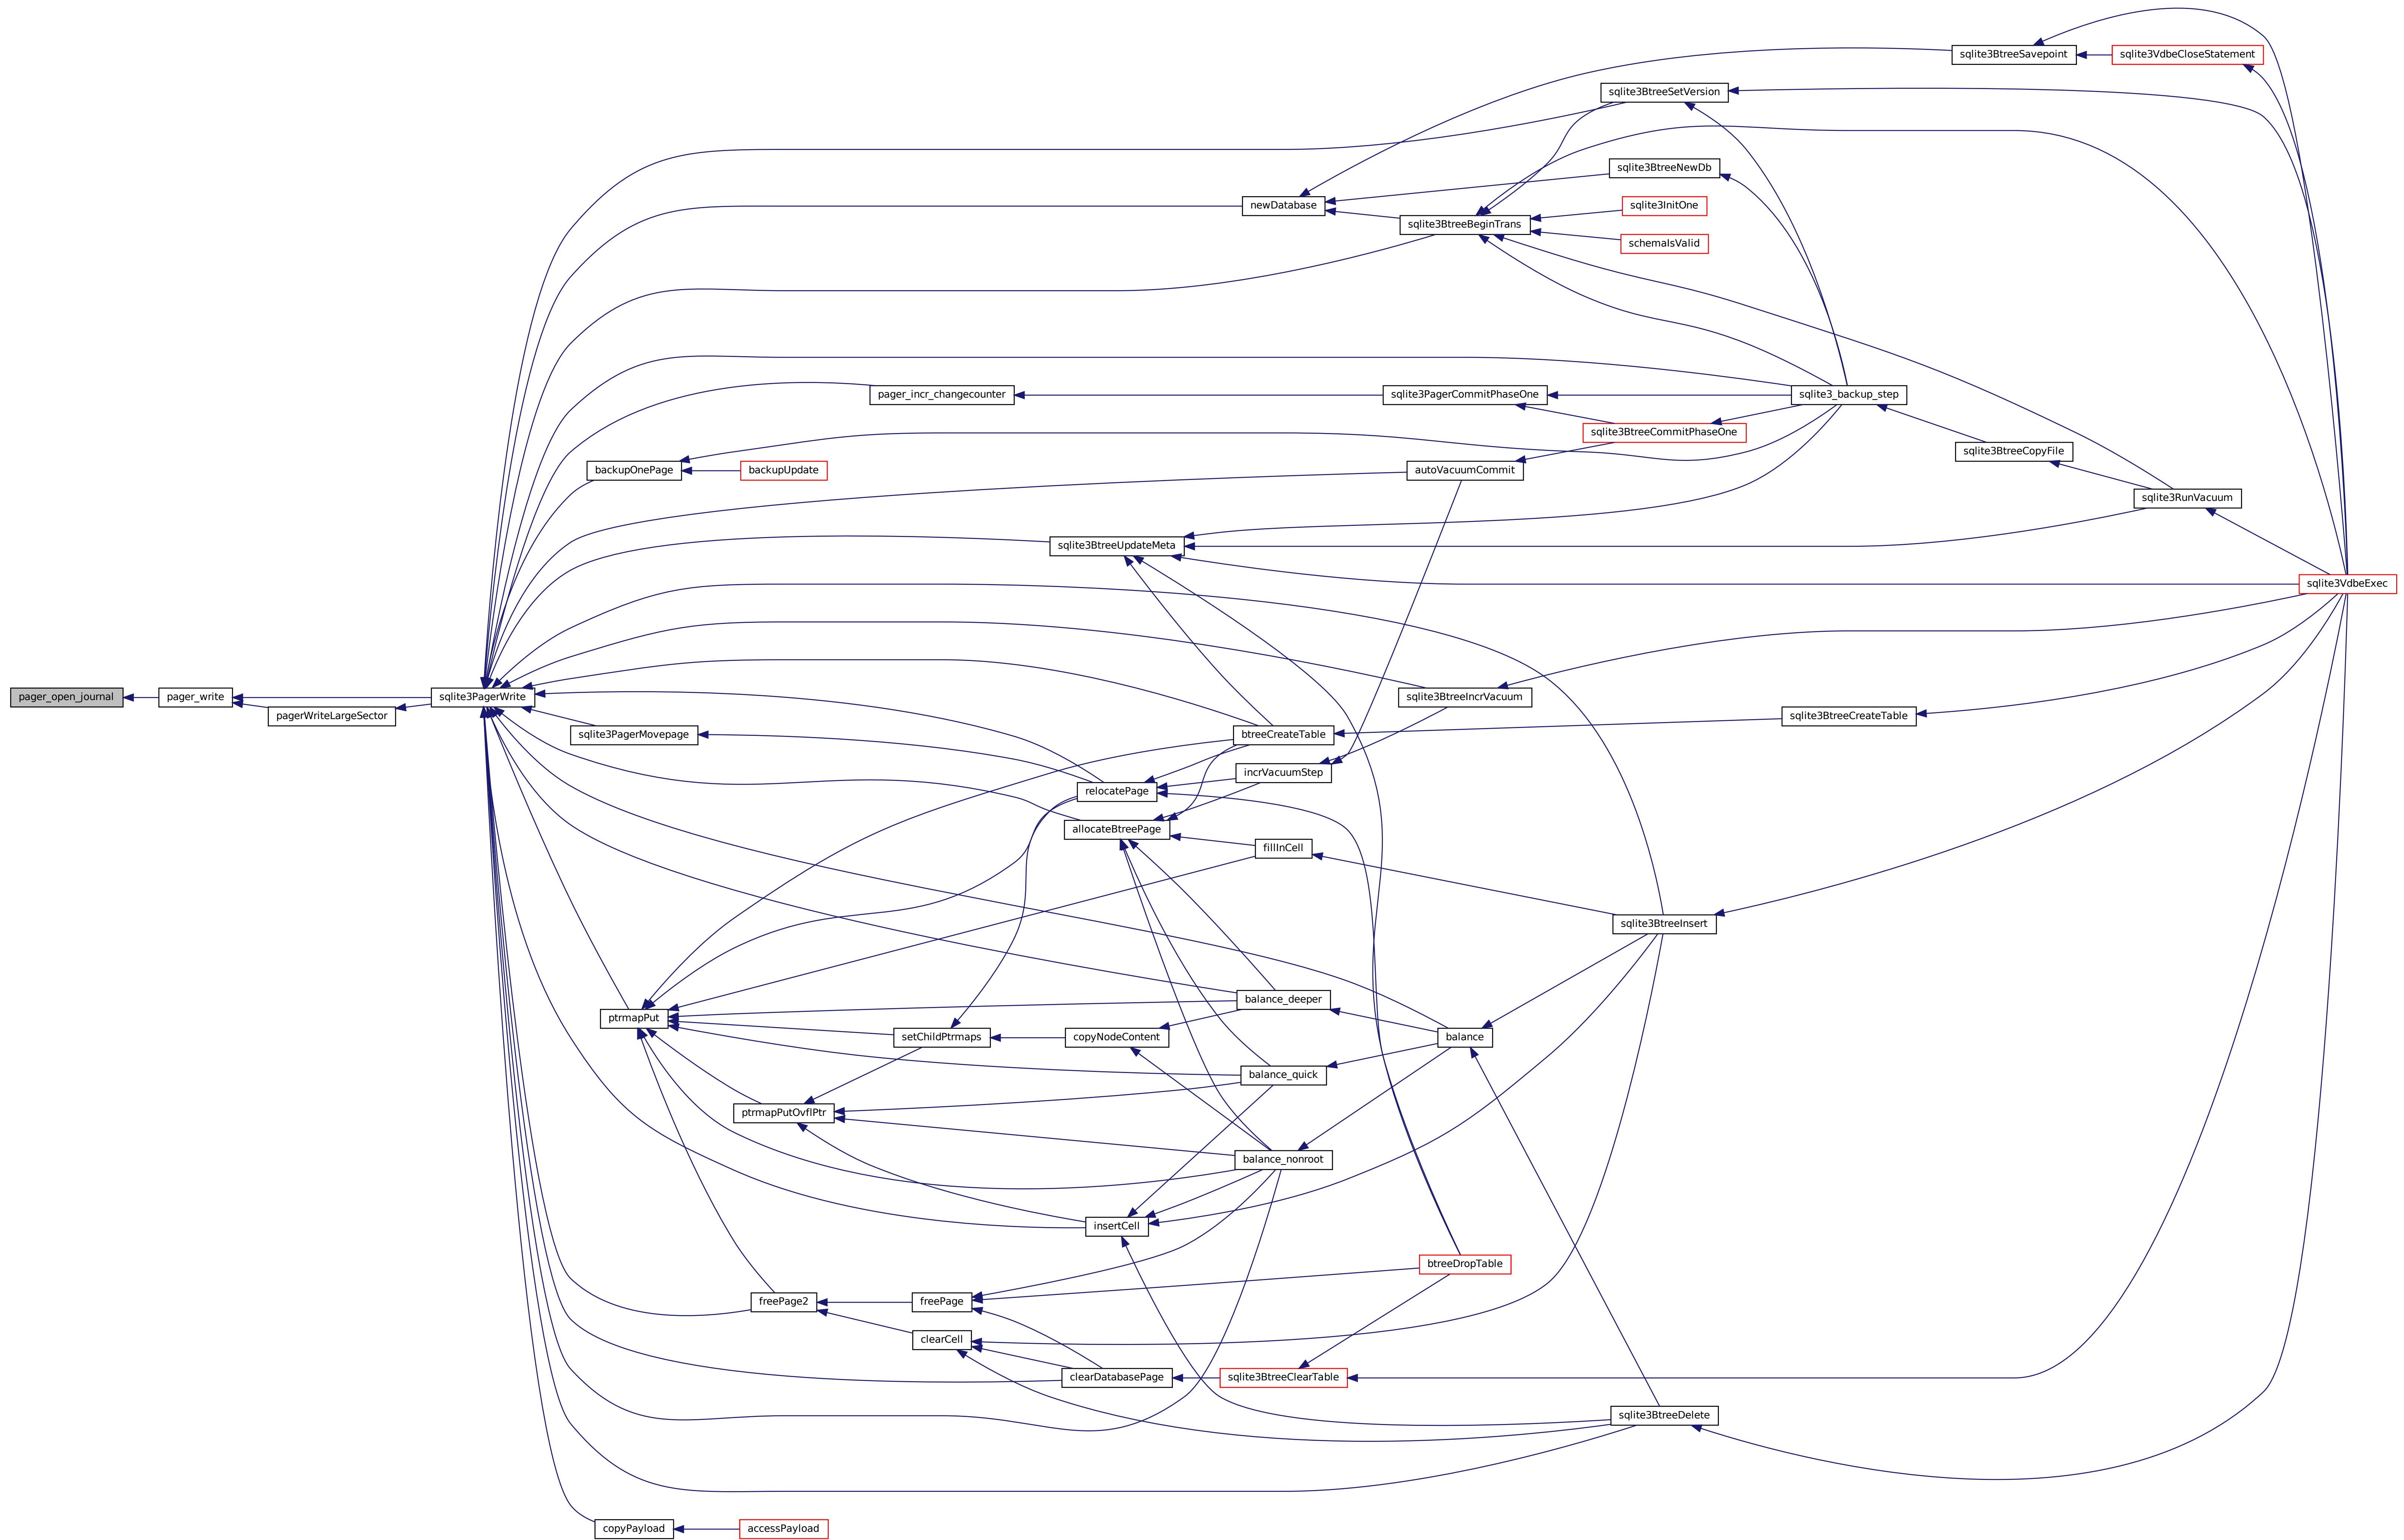 sqlite3BtreeSavepoint
sqlite3VdbeCloseStatement
sqlite3BtreeSetVersion
sqlite3BtreeNewDb
newDatabase
sqlite3InitOne
sqlite3BtreeBeginTrans
schemaIsValid
pager_incr_changecounter
sqlite3PagerCommitPhaseOne
sqlite3_backup_step
sqlite3BtreeCommitPhaseOne
sqlite3BtreeCopyFile
backupOnePage
backupUpdate
autoVacuumCommit
sqlite3RunVacuum
sqlite3BtreeUpdateMeta
sqlite3VdbeExec
pager_open_journal
pager_write
sqlite3PagerWrite
sqlite3BtreeIncrVacuum
pagerWriteLargeSector
sqlite3BtreeCreateTable
sqlite3PagerMovepage
btreeCreateTable
incrVacuumStep
relocatePage
allocateBtreePage
fillInCell
sqlite3BtreeInsert
balance_deeper
ptrmapPut
setChildPtrmaps
copyNodeContent
balance
balance_quick
ptrmapPutOvflPtr
balance_nonroot
insertCell
btreeDropTable
freePage2
freePage
clearCell
clearDatabasePage
sqlite3BtreeClearTable
sqlite3BtreeDelete
copyPayload
accessPayload